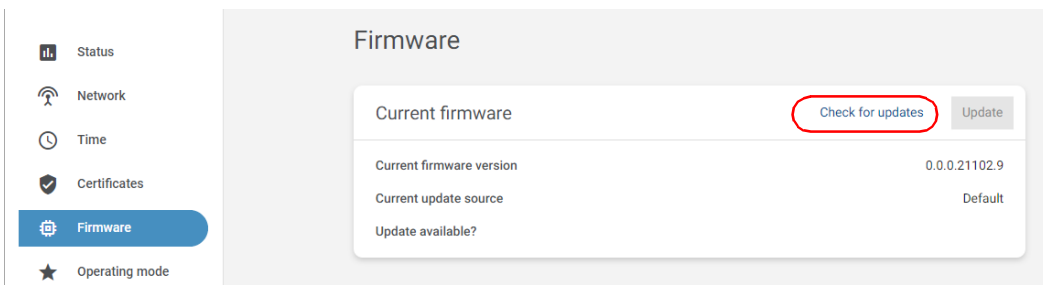 Status
Network
Time
Certificates
Firmware
Operating mode
Firmware
Current firmware
Check for updates
Update
Current firmware version
0.0.0.21102.9
Current update source
Default
Update available?